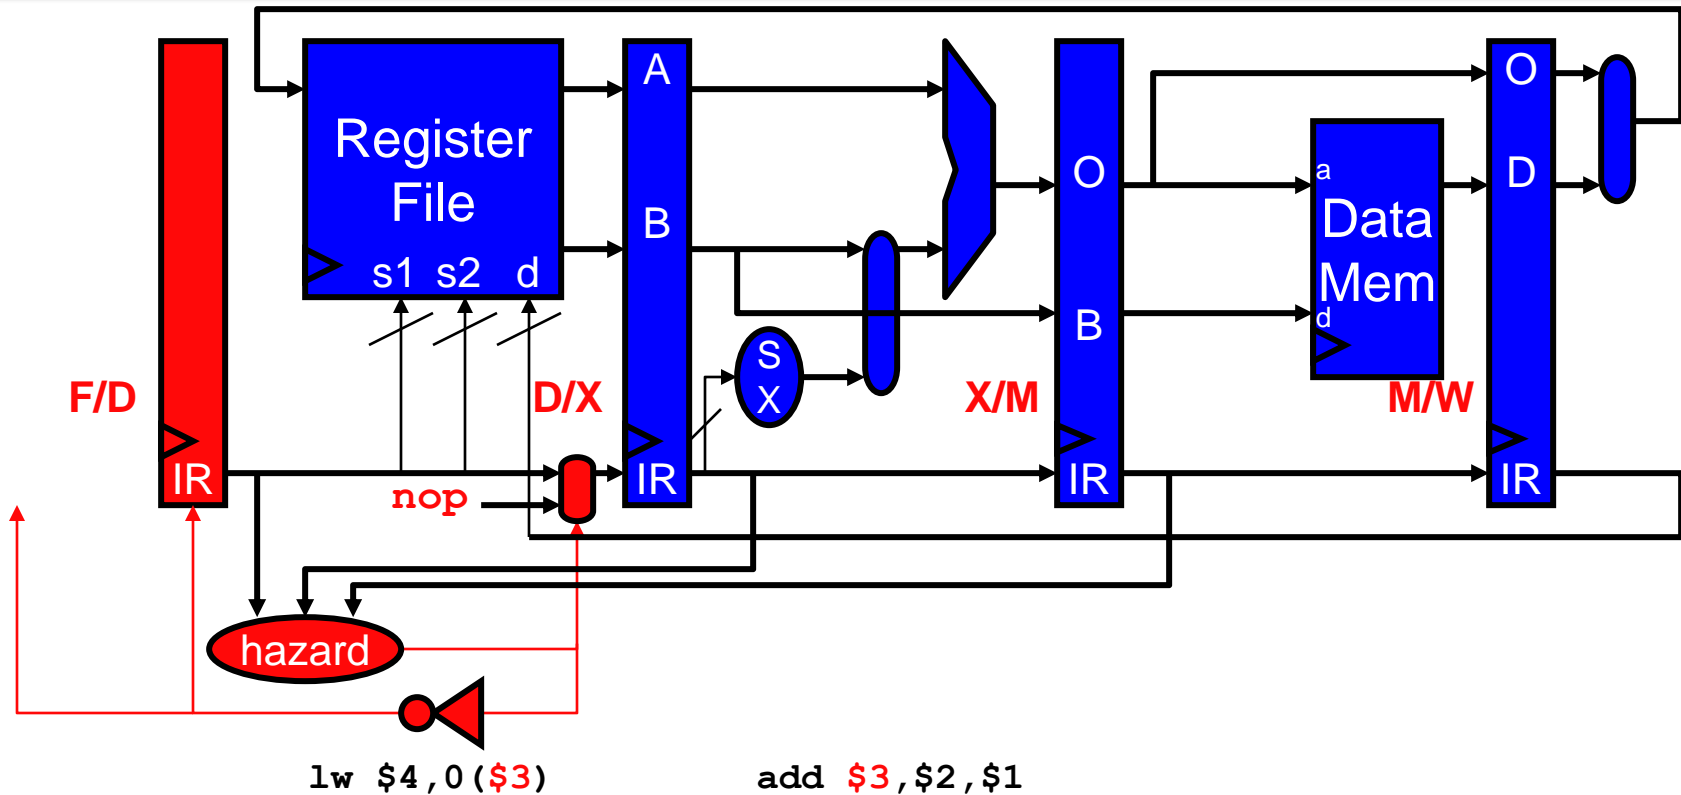 A
O
Register
File
a
O
D
B
Data
Mem
s1 s2 d
d
B
S
X
F/D
D/X
X/M
M/W
IR
IR
IR
IR
nop
hazard
lw $4,0($3)
add $3,$2,$1